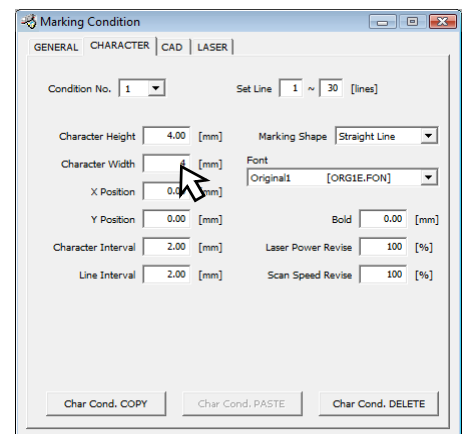 Marking Condition
GENERAL CHARACTER CAD LASER
Condition No. 1 Set Line 1 ~ 30 [lines]
Character Height 4.00 [mm] Marking Shape Straight Line
Character Width 4 [mm] Font
Original1 [ORG1E.FON]
X Position 0.00 [mm]
Y Position 0.00 [mm] Bold 0.00 [mm]
Character Interval 2.00 [mm] Laser Power Revise 100 [%]
Line Interval 2.00 [mm] Scan Speed Revise 100 [%]
Char Cond. COPY Char Cond. PASTE Char Cond. DELETE